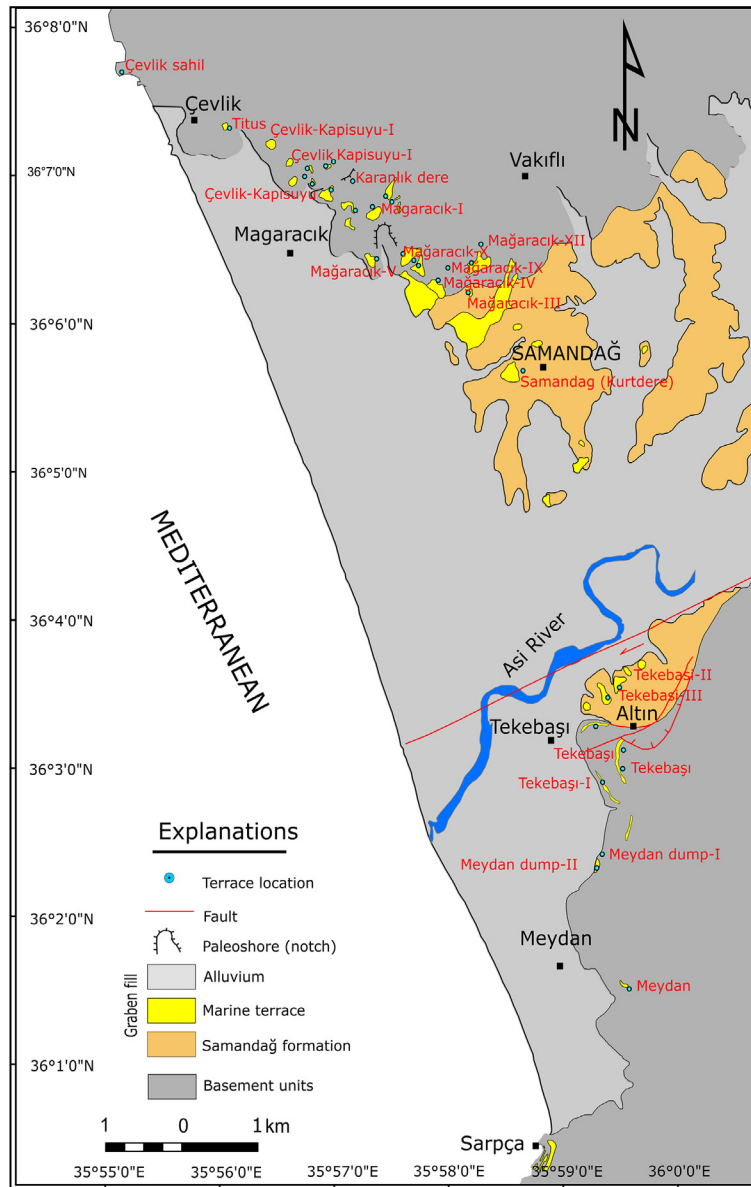 36°8'0"N
Çevlik sahil
Çevlik
Titus
Çevlik-Kapisuyu-I
36°7'0"N
Çevlik Kapisuyu-I
Vakıflı
Karanlık dere
Çevlik-Kapisuyu
Magaracık-I
Magaracık
Mağaracık-XII
Mağaracık-X
Mağaracık-V
Mağaracık-IX
Mağaracık-IV
Mağaracık-III
N
36°6'0"N
SAMANDAĞ
Samandag (Kurtdere)
36°5'0"N
MEDITERRANEAN
36°4'0"N
Asi River
Tekebası-II
Tekebası-III
Altın
Tekebaşı
Tekebaşı
Tekebaşı
36°3'0"N
Tekebaşı-I
Explanations
Meydan dump-I
Meydan dump-II
Terrace location
Fault
36°2'0"N
Paleoshore (notch)
Meydan
Graben fill
Alluvium
Meydan
Marine terrace
Samandağ formation
36°1'0"N
Basement units
1 0 1 km
Sarpça
35°55'0"E 35°56'0"E 35°57'0"E 35°58'0"E 35°59'0"E 36°0'0"E